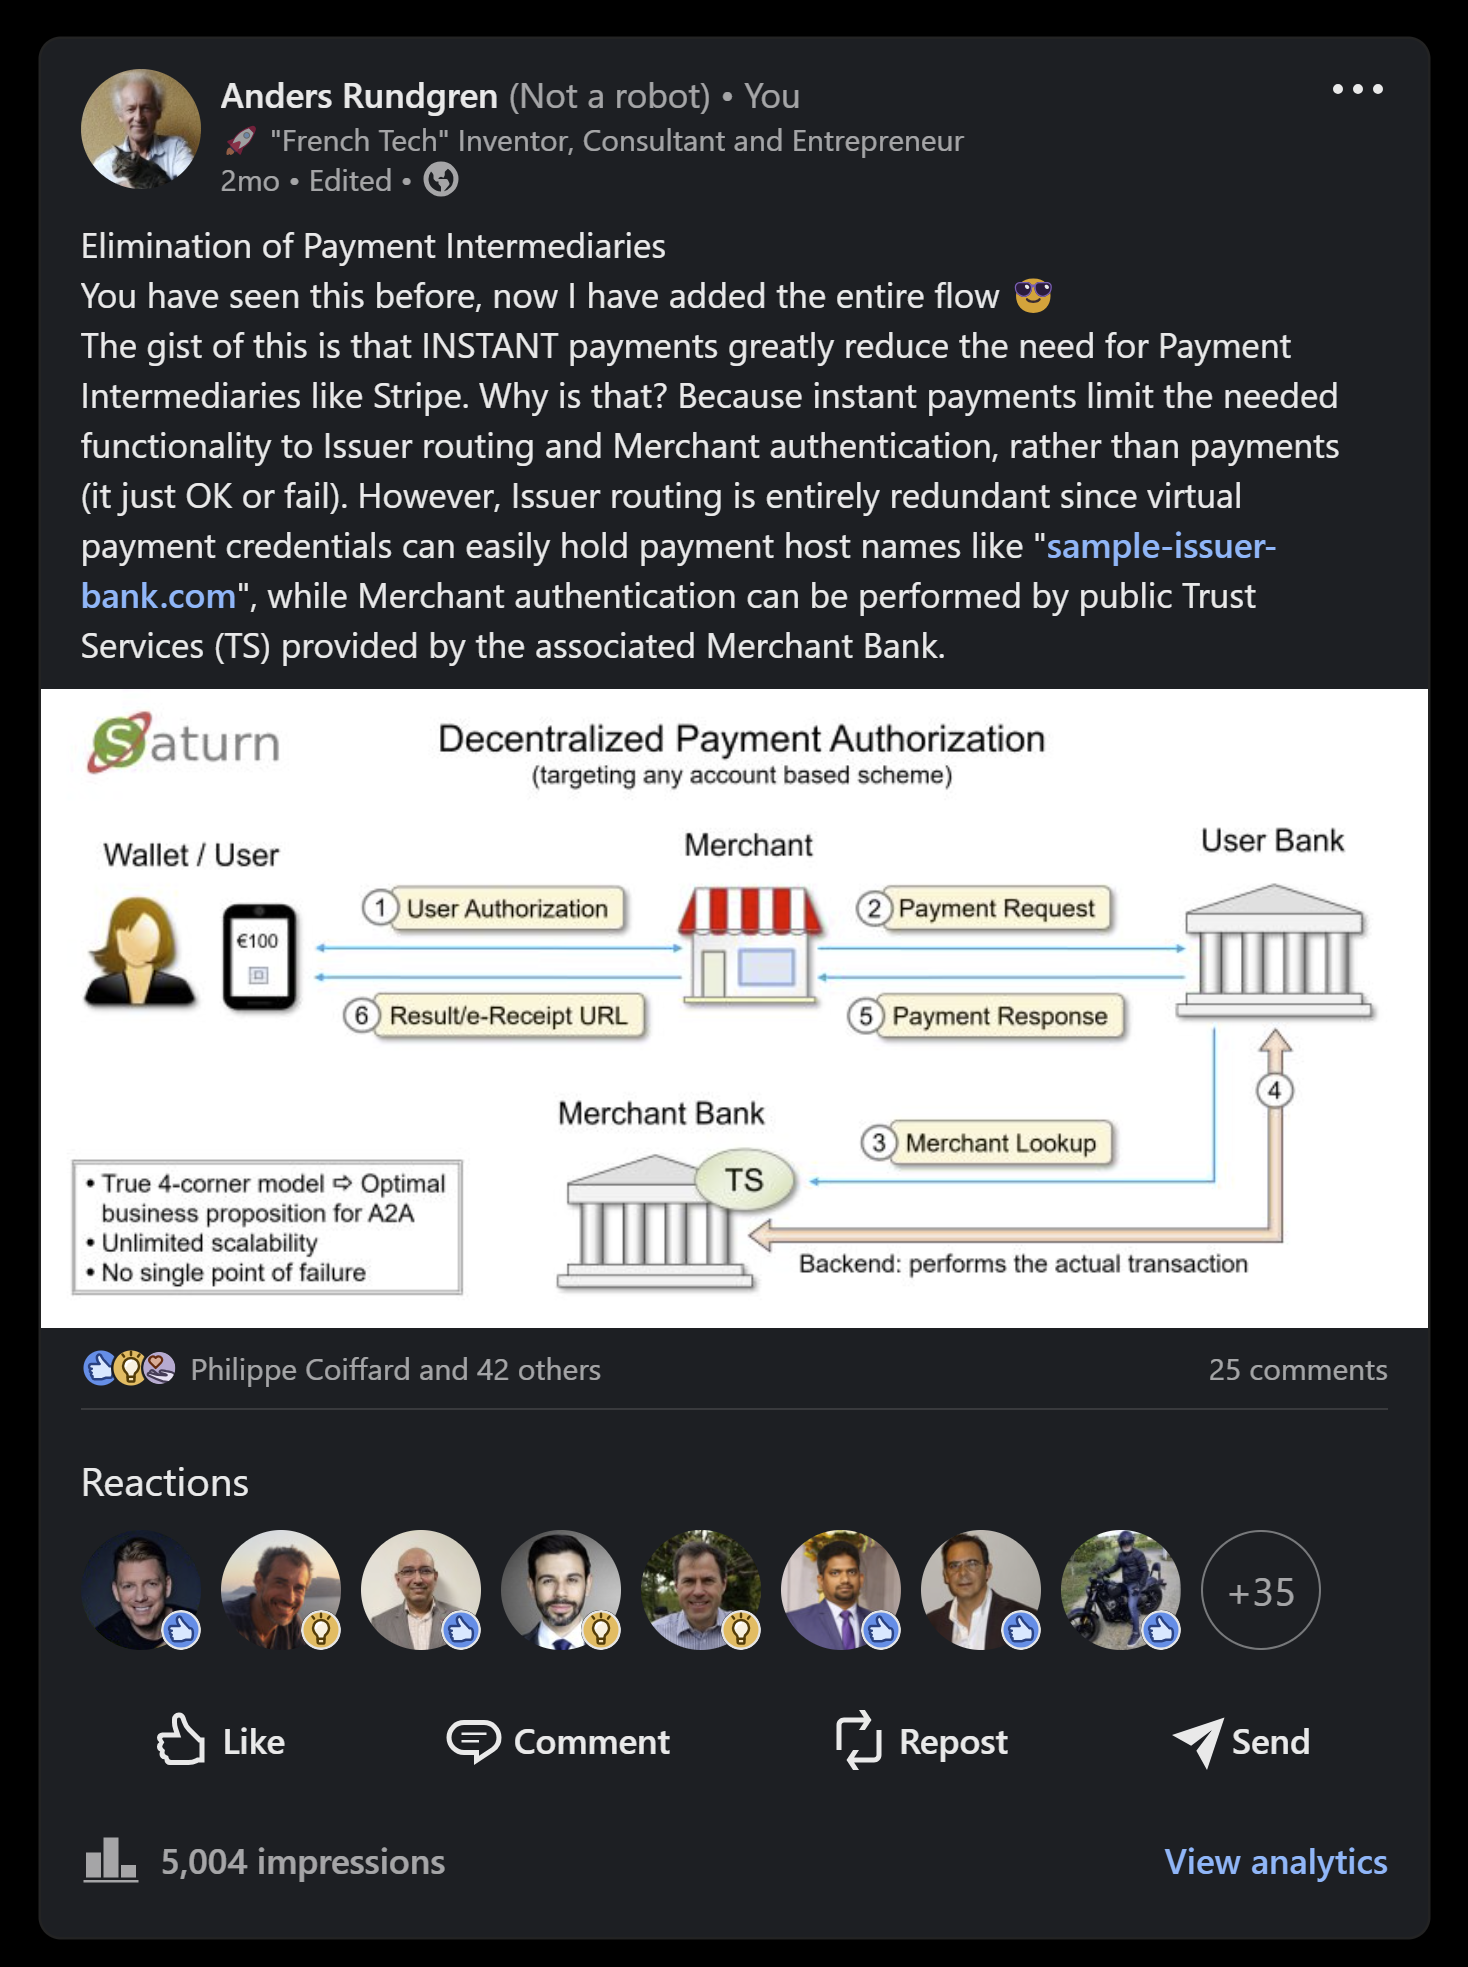 Anders Rundgren (Not a robot) • You
🚀 "French Tech" Inventor, Consultant and Entrepreneur
2mo • Edited •
Elimination of Payment Intermediaries
You have seen this before, now I have added the entire flow 😎
The gist of this is that INSTANT payments greatly reduce the need for Payment
Intermediaries like Stripe. Why is that? Because instant payments limit the needed
functionality to Issuer routing and Merchant authentication, rather than payments
(it just OK or fail). However, Issuer routing is entirely redundant since virtual
payment credentials can easily hold payment host names like "sample-issuer-
bank.com", while Merchant authentication can be performed by public Trust
Services (TS) provided by the associated Merchant Bank.
Saturn
Decentralized Payment Authorization
(targeting any account based scheme)
Wallet / User
Merchant
User Bank
€100
1 User Authorization
2 Payment Request
6 Result/e-Receipt URL
5 Payment Response
4
Merchant Bank
TS
3 Merchant Lookup
Backend: performs the actual transaction
• True 4-corner model ⇨ Optimal
business proposition for A2A
• Unlimited scalability
• No single point of failure
Philippe Coiffard and 42 others
25 comments
Reactions
+35
Like
Comment
Repost
Send
5,004 impressions
View analytics